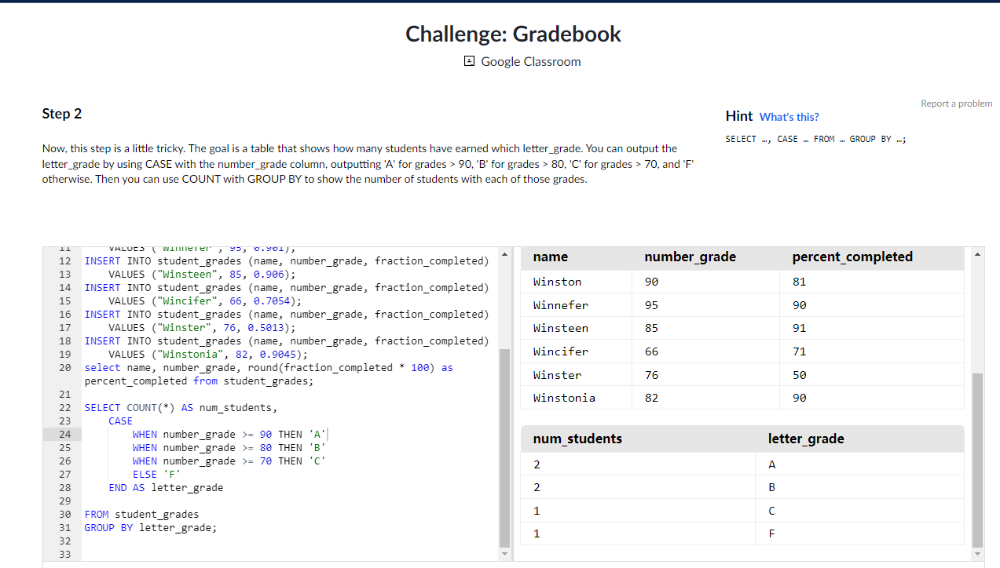 Challenge: Gradebook
Google Classroom
Report a problem
Step 2
Hint What's this?
SELECT …, CASE … FROM … GROUP BY …;
Now, this step is a little tricky. The goal is a table that shows how many students have earned which letter_grade. You can output the
letter_grade by using CASE with the number_grade column, outputting 'A' for grades > 90, 'B' for grades > 80, 'C' for grades > 70, and 'F'
otherwise. Then you can use COUNT with GROUP BY to show the number of students with each of those grades.
11 VALUES ("Winnefer", 95, 0.901);
12 INSERT INTO student_grades (name, number_grade, fraction_completed)
13 VALUES ("Winsteen", 85, 0.906);
14 INSERT INTO student_grades (name, number_grade, fraction_completed)
15 VALUES ("Wincifer", 66, 0.7054);
16 INSERT INTO student_grades (name, number_grade, fraction_completed)
17 VALUES ("Winster", 76, 0.5013);
18 INSERT INTO student_grades (name, number_grade, fraction_completed)
19 VALUES ("Winstonia", 82, 0.9045);
20 select name, number_grade, round(fraction_completed * 100) as
percent_completed from student_grades;
21
22 SELECT COUNT(*) AS num_students,
23 CASE
24 WHEN number_grade >= 90 THEN 'A'
25 WHEN number_grade >= 80 THEN 'B'
26 WHEN number_grade >= 70 THEN 'C'
27 ELSE 'F'
28 END AS letter_grade
29
30 FROM student_grades
31 GROUP BY letter_grade;
32
33
name number_grade percent_completed
Winston 90 81
Winnefer 95 90
Winsteen 85 91
Wincifer 66 71
Winster 76 50
Winstonia 82 90
num_students letter_grade
2 A
2 B
1 C
1 F